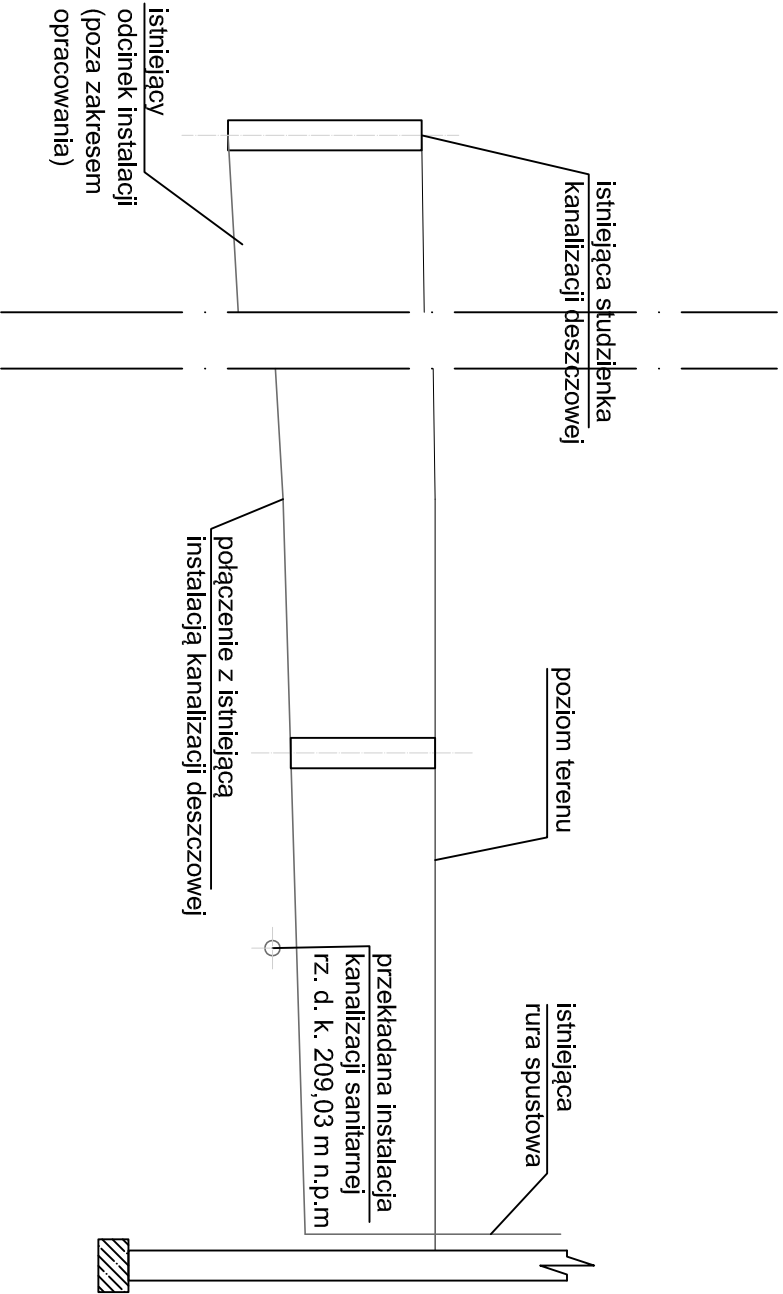 istniejący
odcinek instalacji
(poza zakresem
opracowania)
istniejąca studzienka
kanalizacji deszczowej
połączenie z istniejącą
instalacją kanalizacji deszczowej
poziom terenu
przekładana instalacja
kanalizacji sanitarnej
rz. d. k. 209,03 m n.p.m
istniejąca
rura spustowa